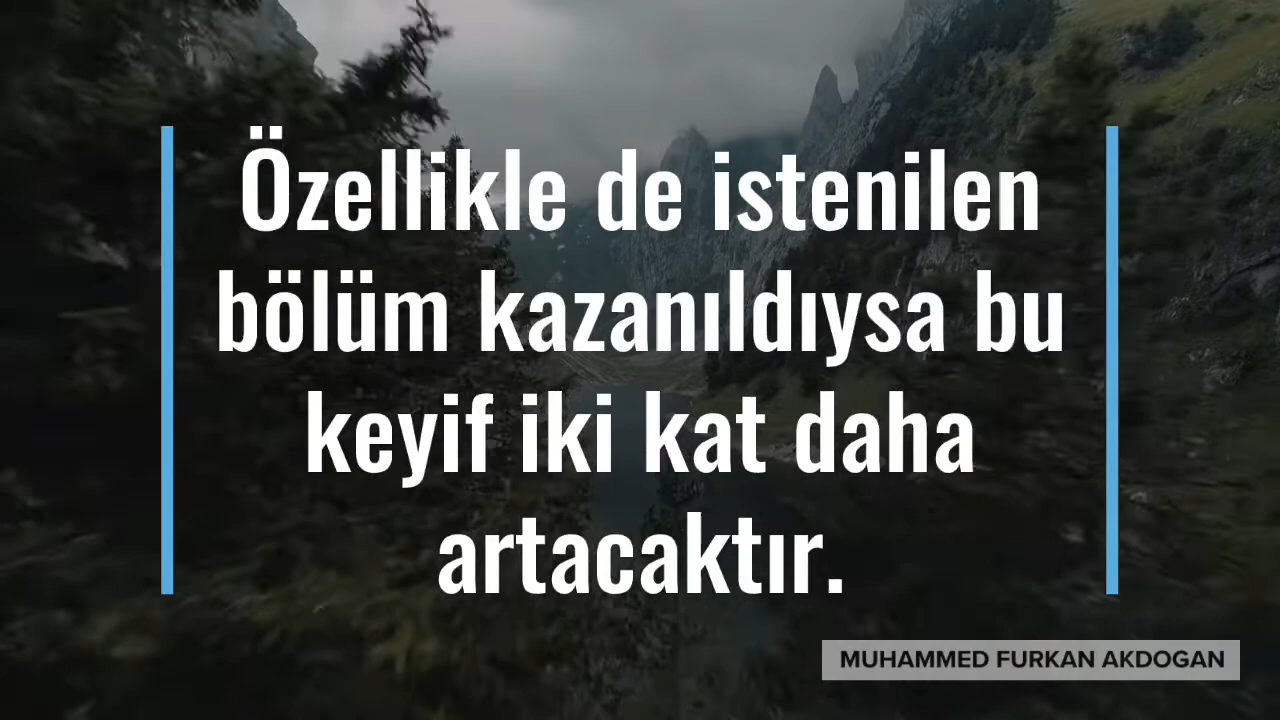 Özellikle de istenilen
bölüm kazanıldıysa bu
keyif iki kat daha
artacaktır.
MUHAMMED FURKAN AKDOGAN